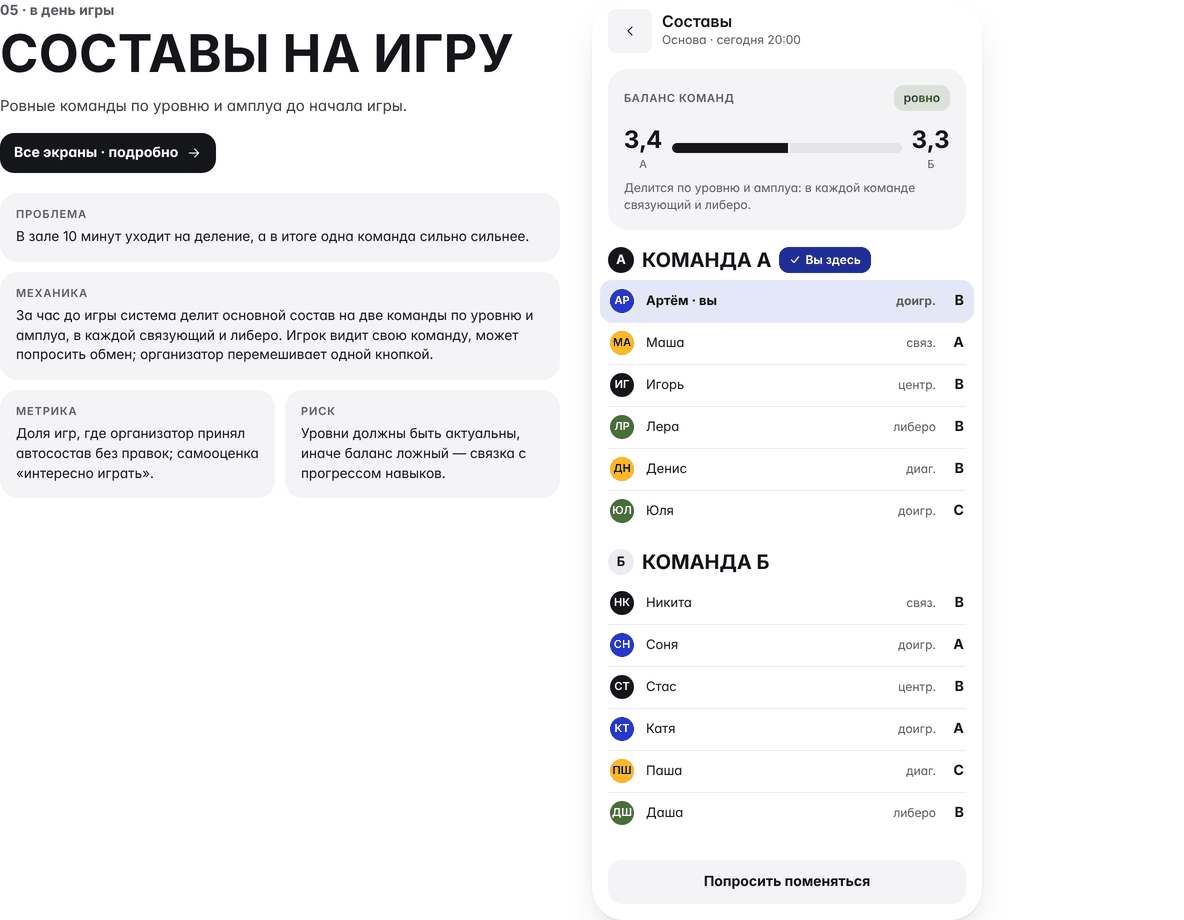 05 · в день игры
СОСТАВЫ НА ИГРУ
Ровные команды по уровню и амплуа до начала игры.
Все экраны · подробно →
ПРОБЛЕМА
В зале 10 минут уходит на деление, а в итоге одна команда сильно сильнее.
МЕХАНИКА
За час до игры система делит основной состав на две команды по уровню и
амплуа, в каждой связующий и либеро. Игрок видит свою команду, может
попросить обмен; организатор перемешивает одной кнопкой.
МЕТРИКА
Доля игр, где организатор принял
автосостав без правок; самооценка
«интересно играть».
РИСК
Уровни должны быть актуальны,
иначе баланс ложный — связка с
прогрессом навыков.
Составы
Основа · сегодня 20:00
БАЛАНС КОМАНД ровно
3,4 3,3
А Б
Делится по уровню и амплуа: в каждой команде
связующий и либеро.
А КОМАНДА А ✓ Вы здесь
АР Артём · вы доигр. B
МА Маша связ. A
ИГ Игорь центр. B
ЛР Лера либеро B
ДН Денис диаг. B
ЮЛ Юля доигр. C
Б КОМАНДА Б
НК Никита связ. B
СН Соня доигр. A
СТ Стас центр. B
КТ Катя доигр. A
ПШ Паша диаг. C
ДШ Даша либеро B
Попросить поменяться